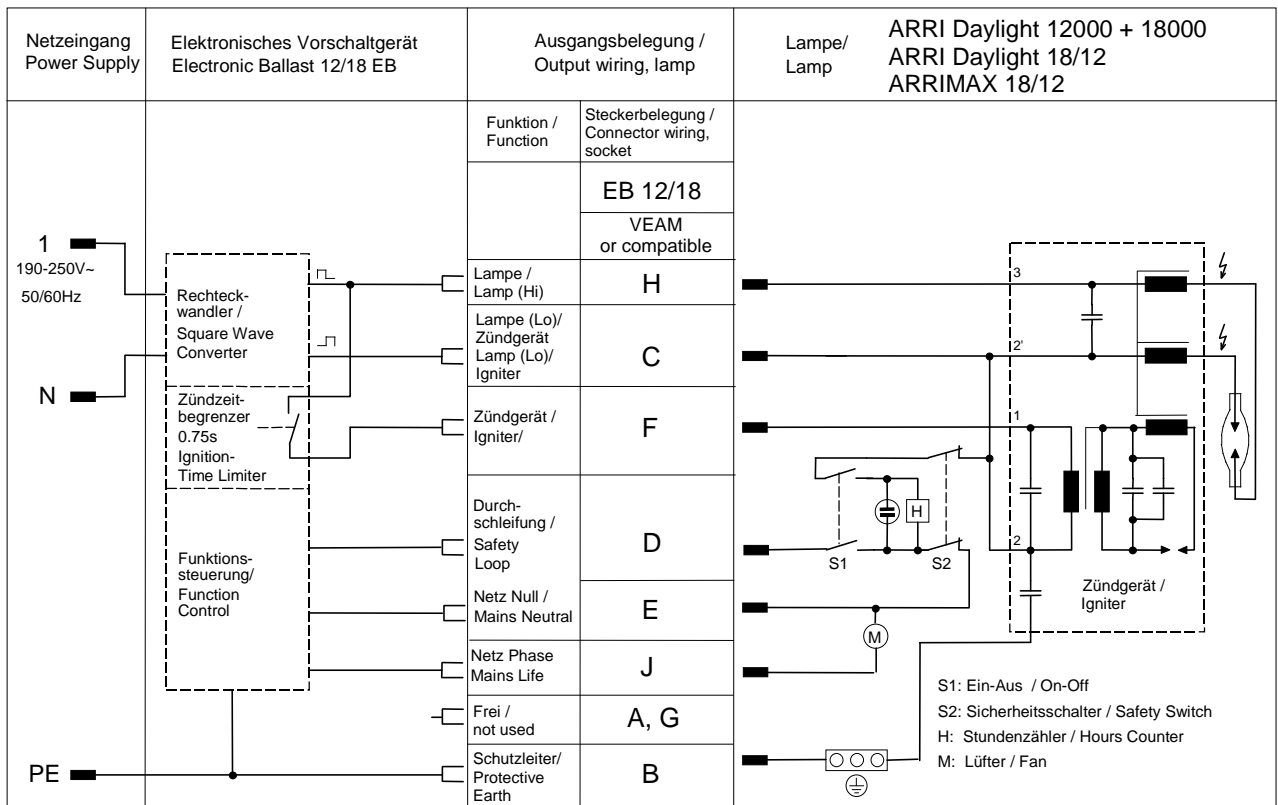 Netzeingang
Power Supply
Elektronisches Vorschaltgerät
Electronic Ballast 12/18 EB
Ausgangsbelegung /
Output wiring, lamp
Lampe/
Lamp
ARRI Daylight 12000 + 18000
ARRI Daylight 18/12
ARRIMAX 18/12
Funktion /
Function
Steckerbelegung /
Connector wiring,
socket
EB 12/18
VEAM
or compatible
1
190-250V~
50/60Hz
N
PE
Rechteck-
wandler /
Square Wave
Converter
Zündzeit-
begrenzer
0.75s
Ignition-
Time Limiter
Funktions-
steuerung/
Function
Control
Lampe /
Lamp (Hi)
H
Lampe (Lo)/
Zündgerät
Lamp (Lo)/
Igniter
C
Zündgerät /
Igniter/
F
Durch-
schleifung /
Safety
Loop
D
Netz Null /
Mains Neutral
E
Netz Phase
Mains Life
J
Frei /
not used
A, G
Schutzleiter/
Protective
Earth
B
3
2'
1
2
H
S1
S2
M
Zündgerät /
Igniter
S1: Ein-Aus / On-Off
S2: Sicherheitsschalter / Safety Switch
H: Stundenzähler / Hours Counter
M: Lüfter / Fan